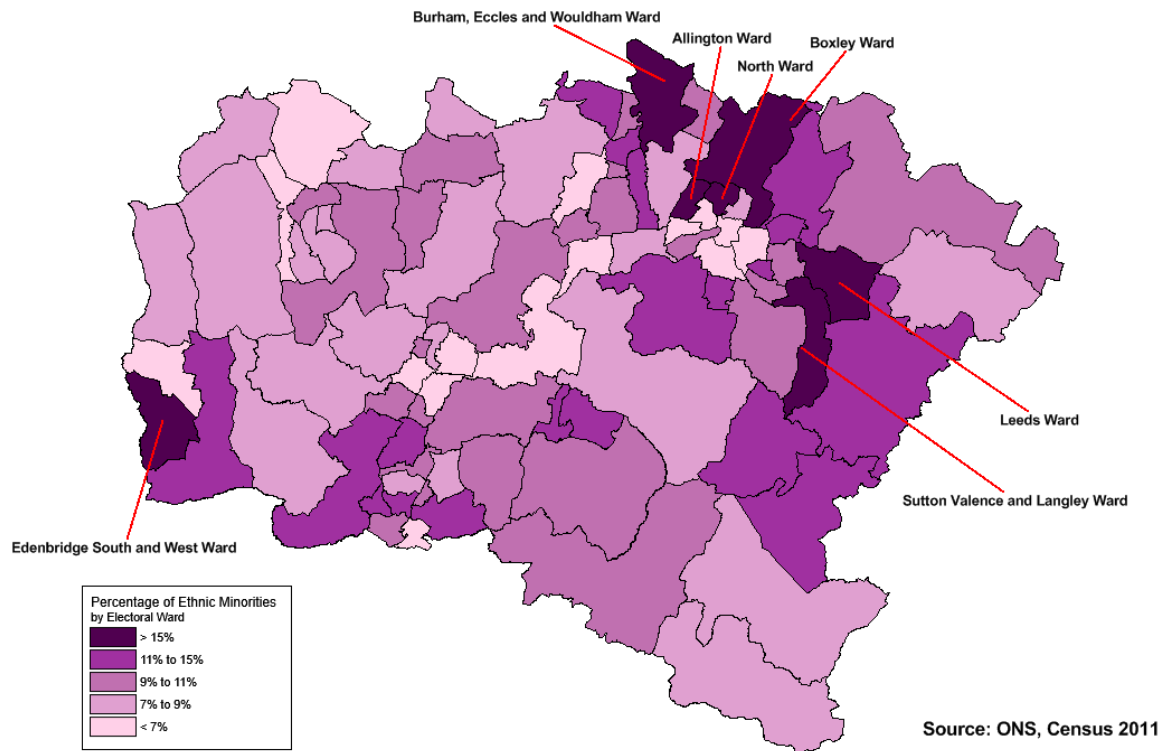 Burham, Eccles and Wouldham Ward
Allington Ward
Boxley Ward
North Ward
Leeds Ward
Sutton Valence and Langley Ward
Edenbridge South and West Ward
Percentage of Ethnic Minorities
by Electoral Ward
> 15%
11% to 15%
9% to 11%
7% to 9%
< 7%
Source: ONS, Census 2011